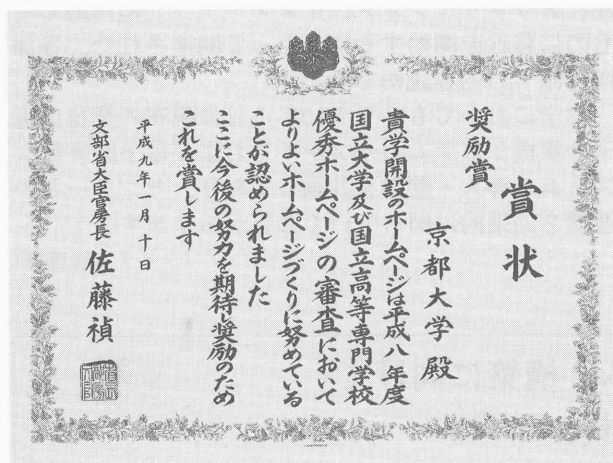 賞状
奨励賞
京都大学殿
貴学開設のホームページは平成八年度
国立大学及び国立高等専門学校
優秀ホームページの審査において
よりよいホームページづくりに努めている
ことが認められました
ここに今後の努力を期待し奨励のため
これを賞します
平成九年一月十日
文部省大臣官房長 佐藤禎